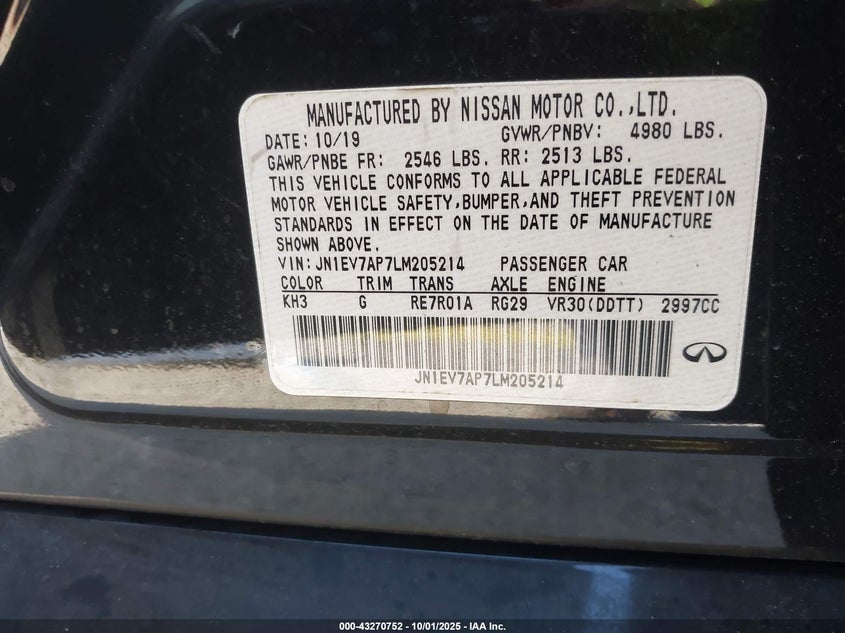 MANUFACTURED BY NISSAN MOTOR CO.,LTD.
DATE: 10/19 GVWR/PNBV: 4980 LBS.
GAWR/PNBE FR: 2546 LBS. RR: 2513 LBS.
THIS VEHICLE CONFORMS TO ALL APPLICABLE FEDERAL
MOTOR VEHICLE SAFETY,BUMPER,AND THEFT PREVENTION
STANDARDS IN EFFECT ON THE DATE OF MANUFACTURE
SHOWN ABOVE.
VIN:JN1EV7AP7LM205214 PASSENGER CAR
COLOR TRIM TRANS AXLE ENGINE
KH3 G RE7R01A RG29 VR30(DDTT) 2997CC
JN1EV7AP7LM205214
000-43270752 - 10/01/2025 - IAA Inc.